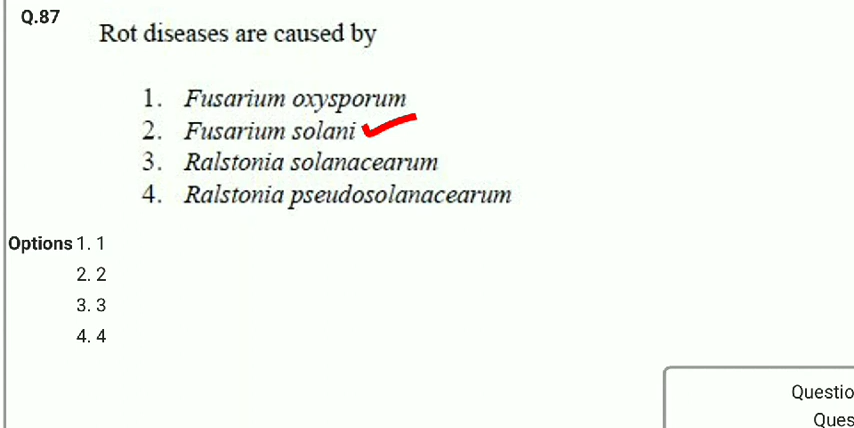 Q.87
Rot diseases are caused by
1. Fusarium oxysporum
2. Fusarium solani
3. Ralstonia solanacearum
4. Ralstonia pseudosolanacearum
Options 1. 1
2. 2
3. 3
4. 4